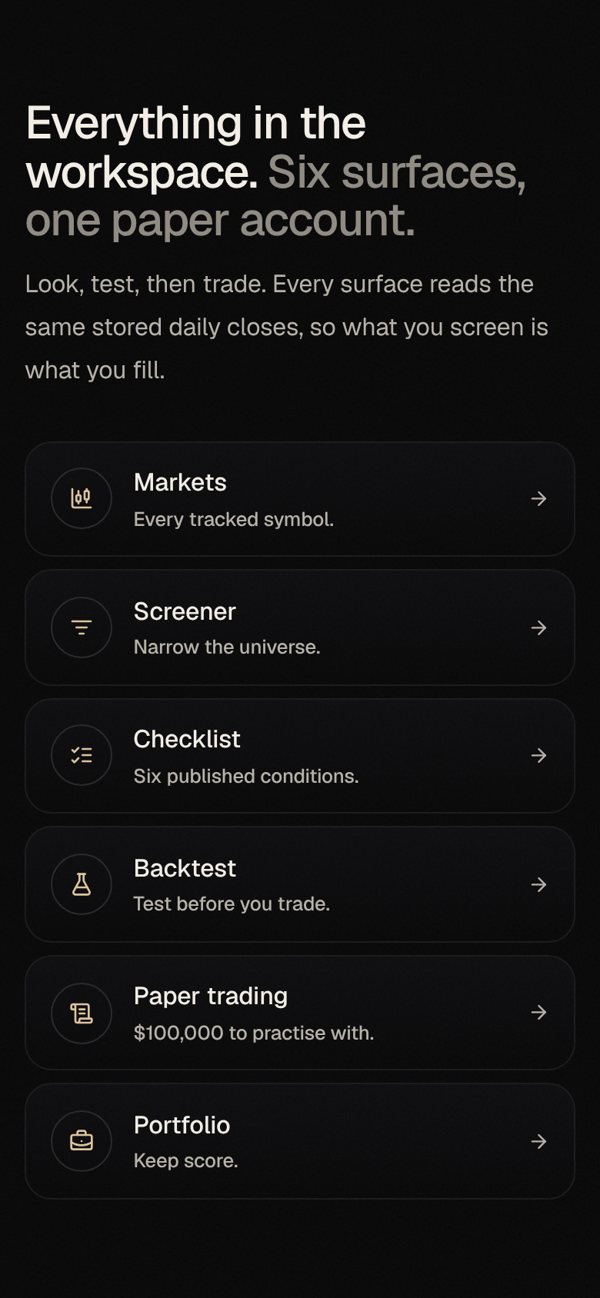 Everything in the
workspace. Six surfaces,
one paper account.
Look, test, then trade. Every surface reads the
same stored daily closes, so what you screen is
what you fill.
Markets
Every tracked symbol.
Screener
Narrow the universe.
Checklist
Six published conditions.
Backtest
Test before you trade.
Paper trading
$100,000 to practise with.
Portfolio
Keep score.